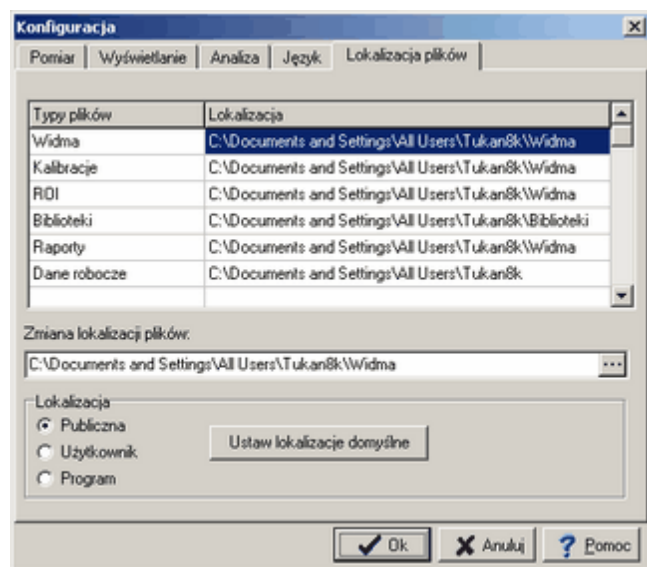 Konfiguracja
Pomiar Wyświetlanie Analiza Język Lokalizacja plików
Typy plików Lokalizacja
Widma C:\Documents and Settings\All Users\Tukan8k\Widma
Kalibracje C:\Documents and Settings\All Users\Tukan8k\Widma
ROI C:\Documents and Settings\All Users\Tukan8k\Widma
Biblioteki C:\Documents and Settings\All Users\Tukan8k\Biblioteki
Raporty C:\Documents and Settings\All Users\Tukan8k\Widma
Dane robocze C:\Documents and Settings\All Users\Tukan8k
Zmiana lokalizacji plików:
C:\Documents and Settings\All Users\Tukan8k\Widma ...
Lokalizacja
Publiczna
Użytkownik
Program
Ustaw lokalizacje domyślne
Ok Anuluj Pomoc